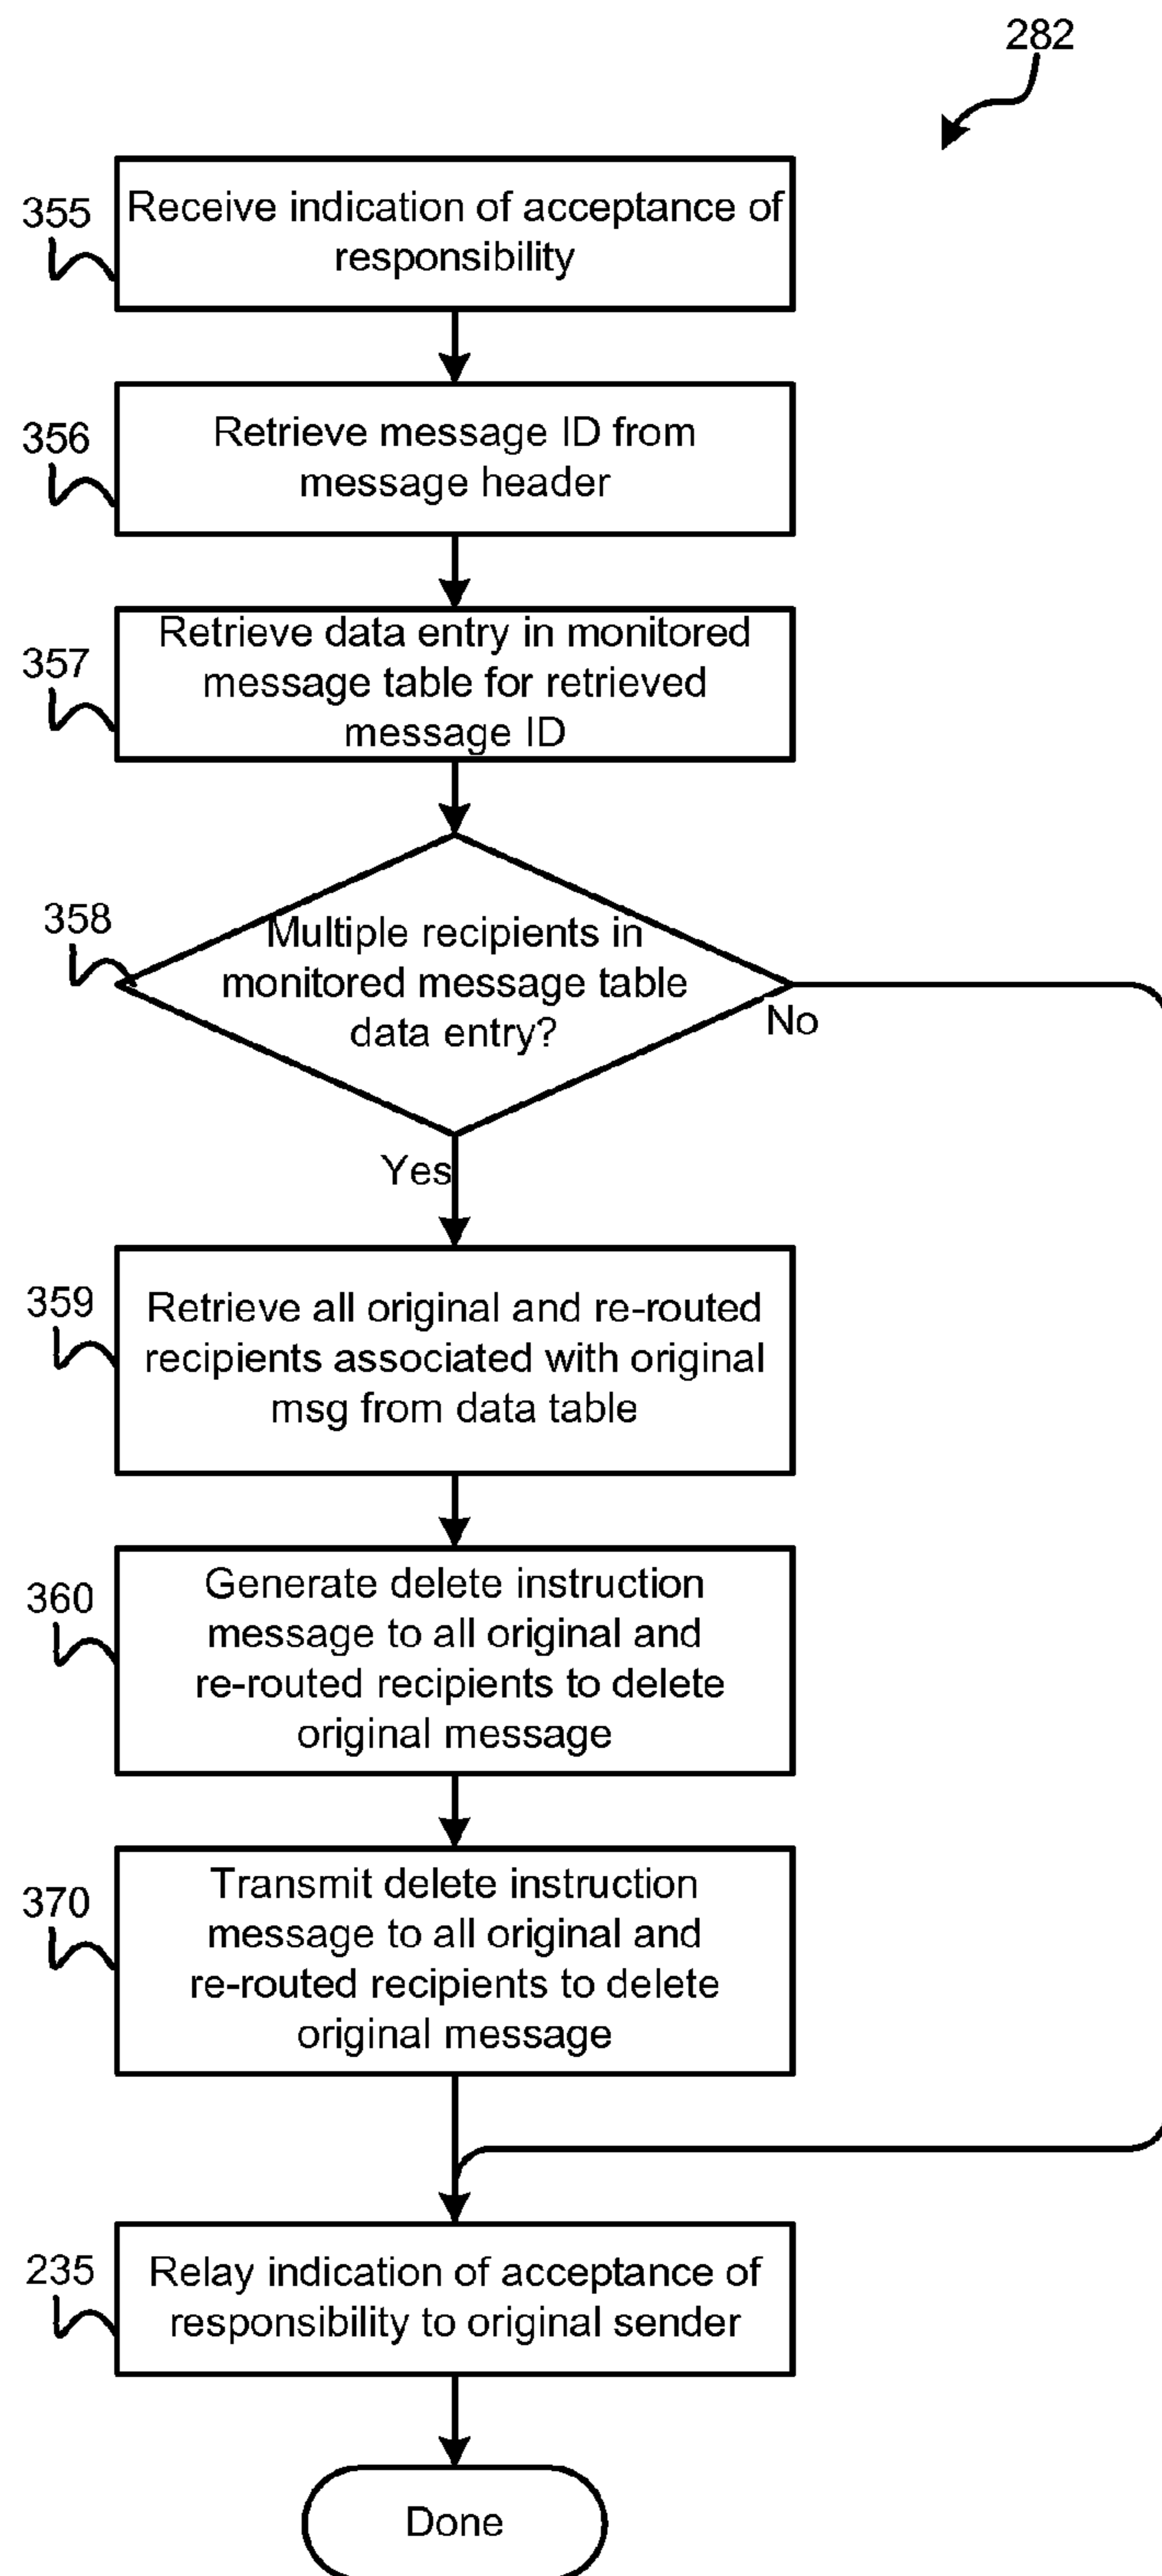 282
355
Receive indication of acceptance of
responsibility
356
Retrieve message ID from
message header
357
Retrieve data entry in monitored
message table for retrieved
message ID
358
Multiple recipients in
monitored message table
data entry?
No
Yes
359
Retrieve all original and re-routed
recipients associated with original
msg from data table
360
Generate delete instruction
message to all original and
re-routed recipients to delete
original message
370
Transmit delete instruction
message to all original and
re-routed recipients to delete
original message
235
Relay indication of acceptance of
responsibility to original sender
Done